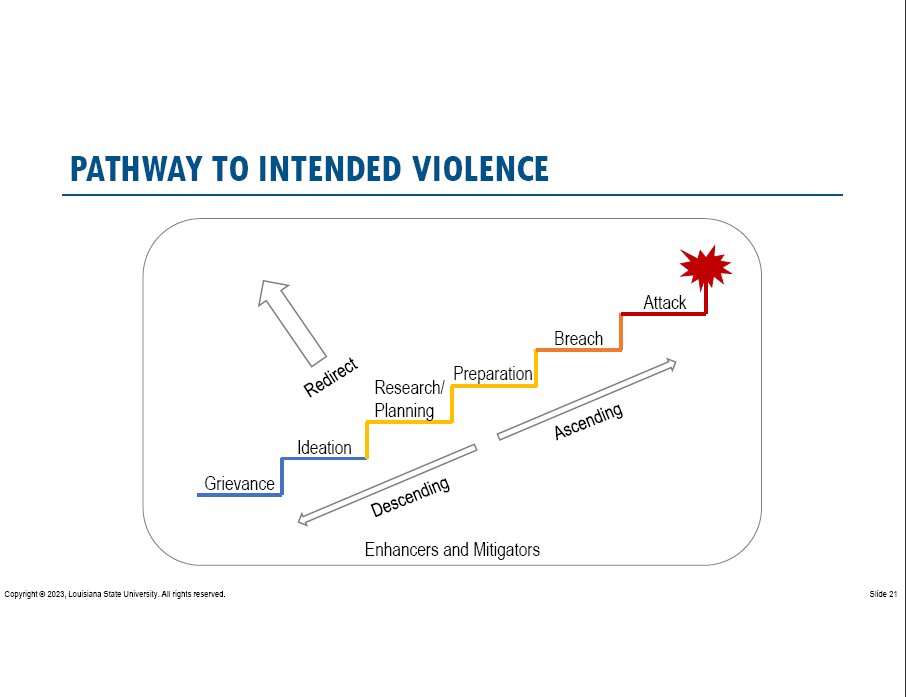 PATHWAY TO INTENDED VIOLENCE
Attack
Breach
Preparation
Research/
Planning
Redirect
Ascending
Ideation
Grievance
Descending
Enhancers and Mitigators
Copyright © 2023, Louisiana State University. All rights reserved.
Slide 21